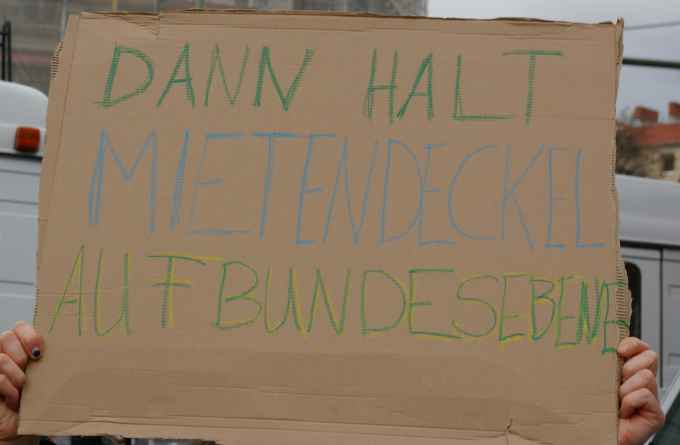 DANN HALT
MIETENDECKEL
AUF BUNDESEBENE